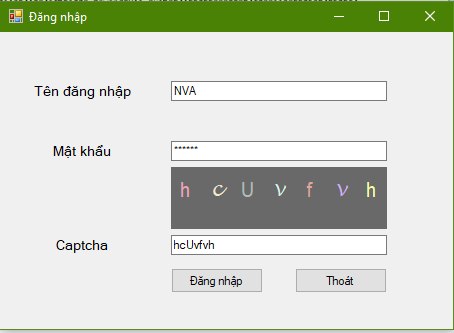 Đăng nhập
Tên đăng nhập NVA
Mật khẩu ******
h c U v f v h
Captcha hcUvfvh
Đăng nhập Thoát